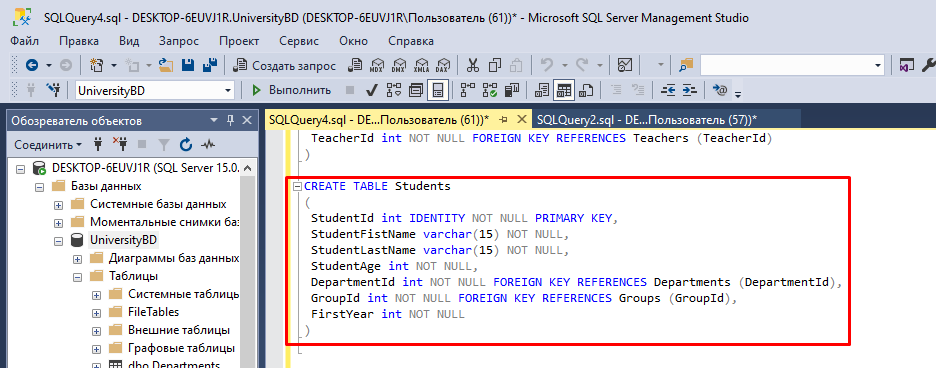 SQLQuery4.sql - DESKTOP-6EUVJ1R.UniversityBD (DESKTOP-6EUVJ1R\Пользователь (61))* - Microsoft SQL Server Management Studio
Файл Правка Вид Запрос Проект Сервис Окно Справка
Создать запрос MDX DMX XMLA DAX
UniversityBD Выполнить
Обозреватель объектов
SQLQuery4.sql - DE...Пользователь (61))*
SQLQuery2.sql - DE...Пользователь (57))*
Соединить
DESKTOP-6EUVJ1R (SQL Server 15.0.
Базы данных
Системные базы данных
Моментальные снимки баз
UniversityBD
Диаграммы баз данных
Таблицы
Системные таблицы
FileTables
Внешние таблицы
Графовые таблицы
dbo.Departments
TeacherId int NOT NULL FOREIGN KEY REFERENCES Teachers (TeacherId)
)
CREATE TABLE Students
(
StudentId int IDENTITY NOT NULL PRIMARY KEY,
StudentFistName varchar(15) NOT NULL,
StudentLastName varchar(15) NOT NULL,
StudentAge int NOT NULL,
DepartmentId int NOT NULL FOREIGN KEY REFERENCES Departments (DepartmentId),
GroupId int NOT NULL FOREIGN KEY REFERENCES Groups (GroupId),
FirstYear int NOT NULL
)